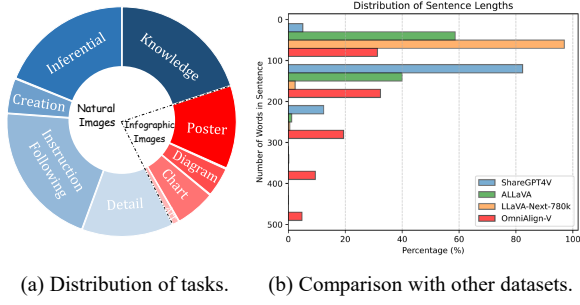 Inferential
Knowledge
Creation
Natural
Images
Infographic
Images
Poster
Diagram
Chart
Instruction
Following
Detail
(a) Distribution of tasks.
Distribution of Sentence Lengths
Number of Words in Sentence
0
100
200
300
400
500
ShareGPT4V
ALLaVA
LLaVA-Next-780k
OmniAlign-V
0 20 40 60 80 100
Percentage (%)
(b) Comparison with other datasets.